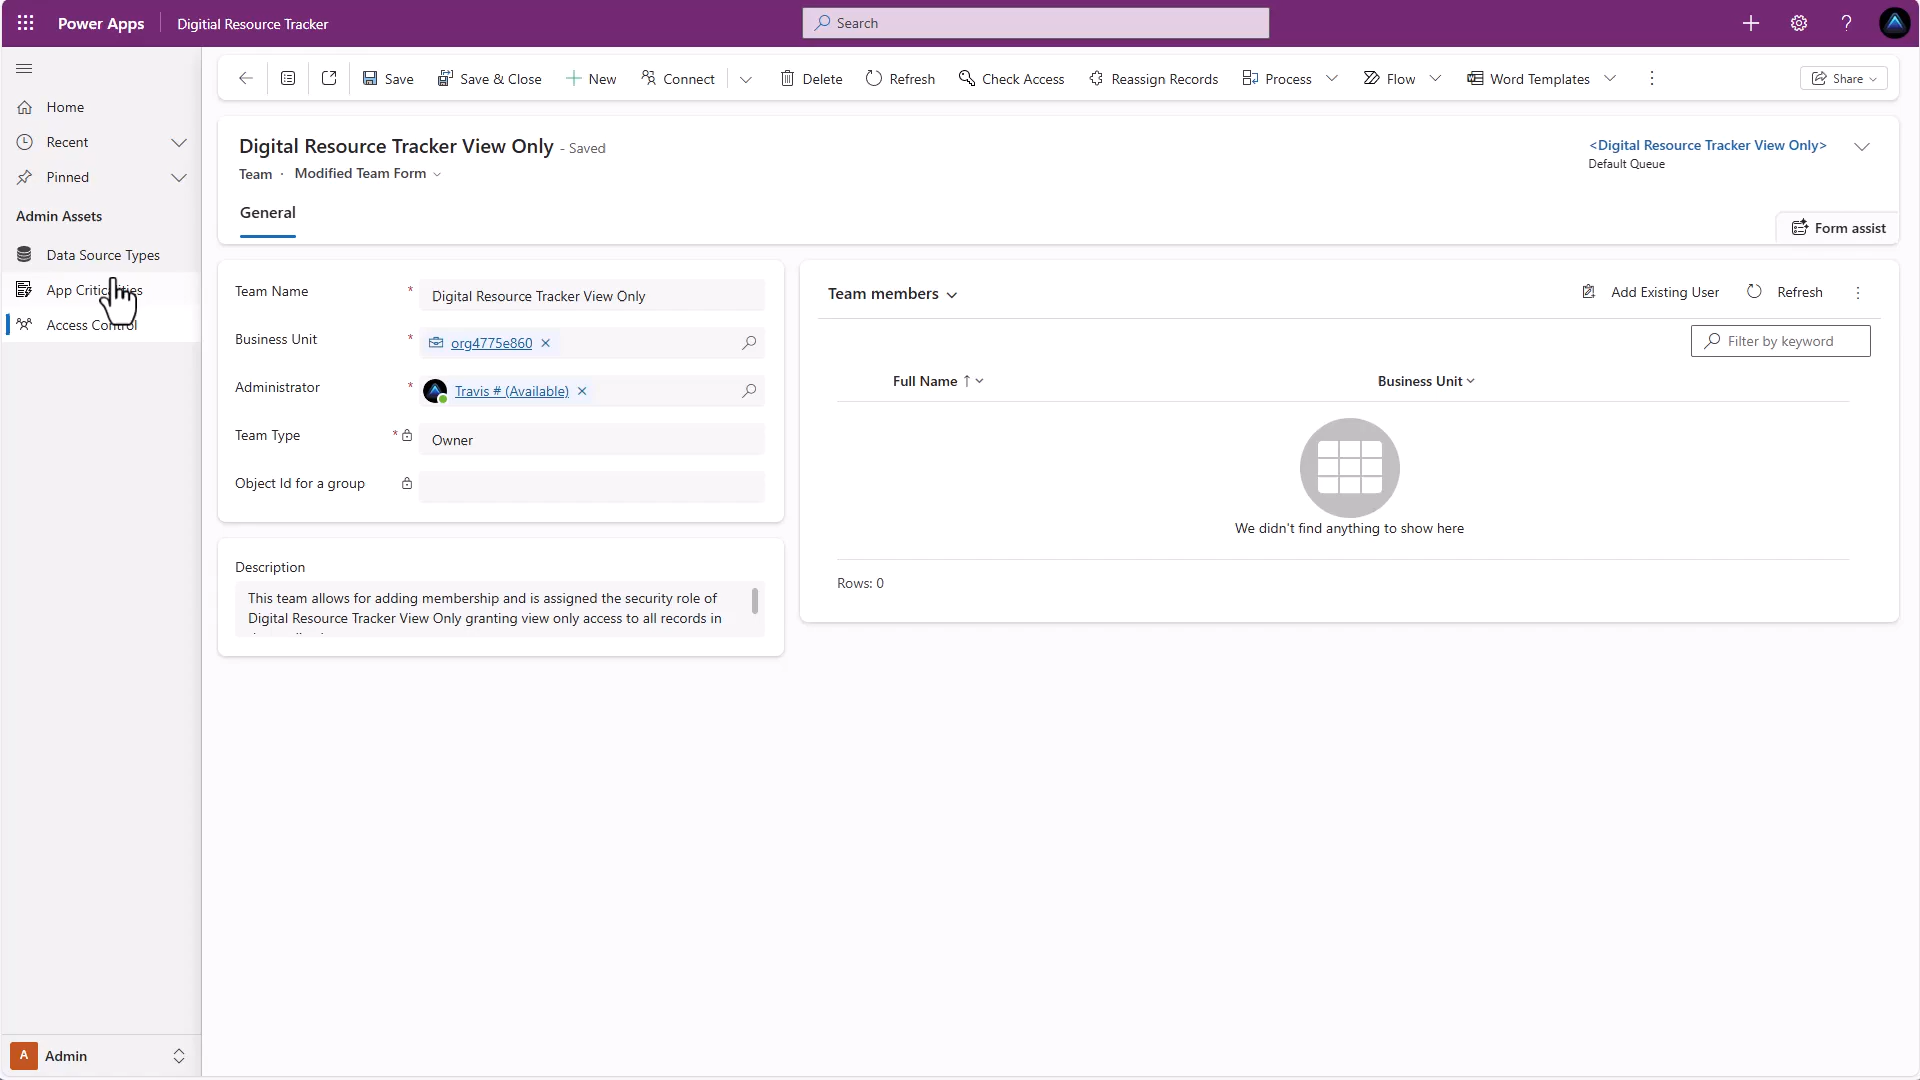 Power Apps
Digitial Resource Tracker
Search
Home
Recent
Pinned
Admin Assets
Data Source Types
App Criticalities
Access Control
A
Admin
Save
Save & Close
New
Connect
Delete
Refresh
Check Access
Reassign Records
Process
Flow
Word Templates
Share
Digital Resource Tracker View Only - Saved
Team · Modified Team Form
<Digital Resource Tracker View Only>
Default Queue
General
Form assist
Team Name * Digital Resource Tracker View Only
Business Unit * org4775e860
Administrator * Travis # (Available)
Team Type * Owner
Object Id for a group
Description
This team allows for adding membership and is assigned the security role of
Digital Resource Tracker View Only granting view only access to all records in
Team members
Add Existing User
Refresh
Filter by keyword
Full Name
Business Unit
We didn't find anything to show here
Rows: 0